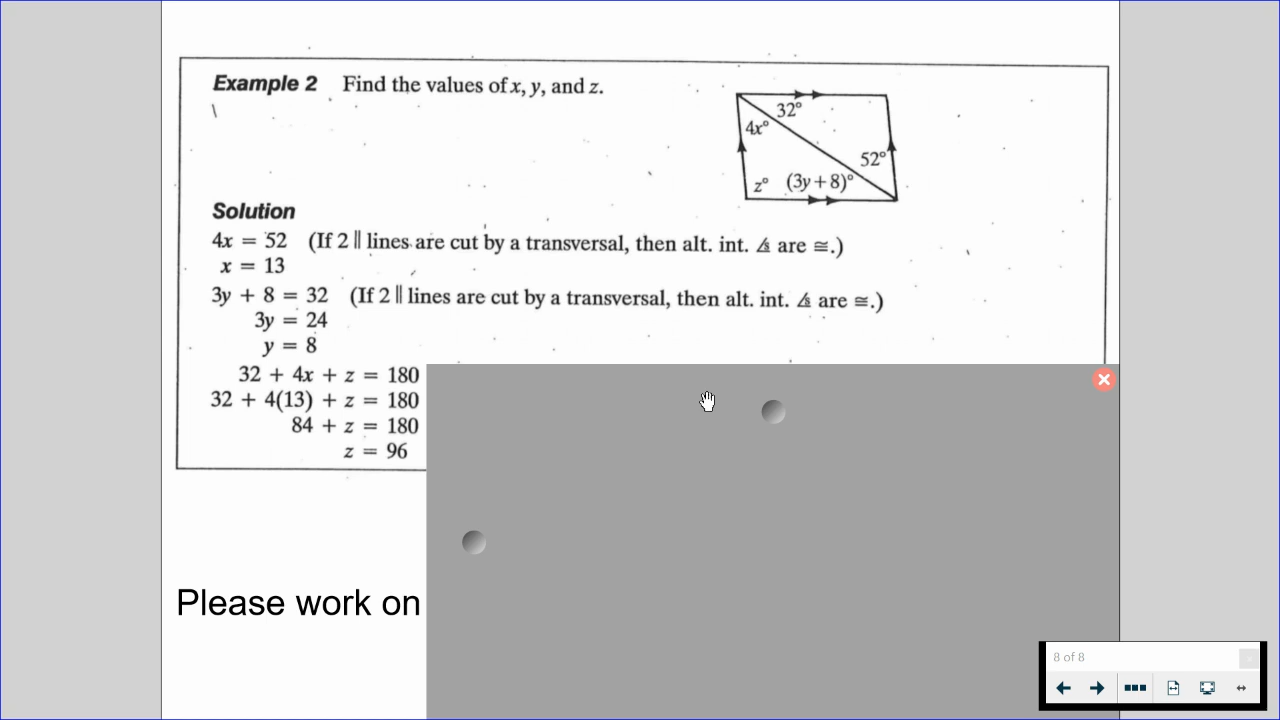 Example 2 Find the values of x, y, and z.
32°
4x°
52°
z° (3y + 8)°
Solution
4x = 52 (If 2 ∥ lines are cut by a transversal, then alt. int. ∠s are ≅.)
x = 13
3y + 8 = 32 (If 2 ∥ lines are cut by a transversal, then alt. int. ∠s are ≅.)
3y = 24
y = 8
32 + 4x + z = 180
32 + 4(13) + z = 180
84 + z = 180
z = 96
Please work on
8 of 8